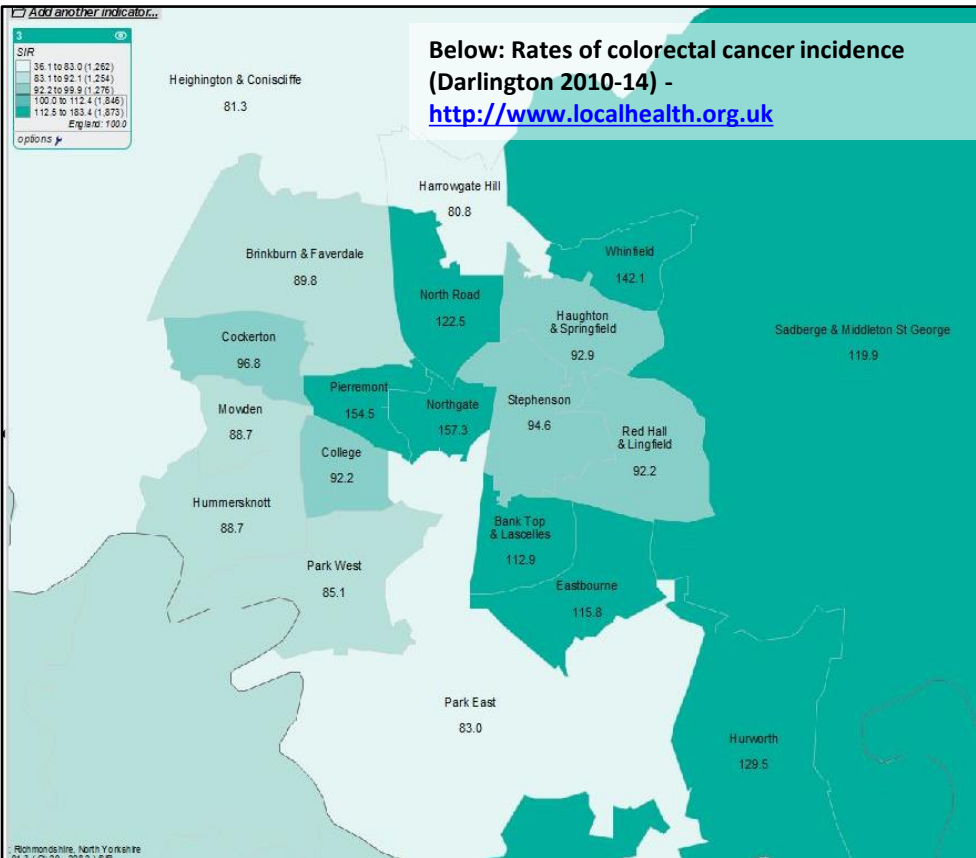 Add another indicator...
3
SIR
36.1 to 83.0 (1,262)
83.1 to 92.1 (1,254)
92.2 to 99.9 (1,276)
100.0 to 112.4 (1,846)
112.5 to 183.4 (1,873)
England: 100.0
options
Below: Rates of colorectal cancer incidence
(Darlington 2010-14) -
http://www.localhealth.org.uk
Heighington & Coniscliffe
81.3
Harrowgate Hill
80.8
Brinkburn & Faverdale
89.8
Whinfield
142.1
North Road
122.5
Haughton
& Springfield
92.9
Sadberge & Middleton St George
119.9
Cockerton
96.8
Pierremont
154.5
Northgate
157.3
Stephenson
94.6
Mowden
88.7
Red Hall
& Lingfield
92.2
College
92.2
Hummersknott
88.7
Bank Top
& Lascelles
112.9
Park West
85.1
Eastbourne
115.8
Park East
83.0
Hurworth
129.5
: Richmondshire, North Yorkshire